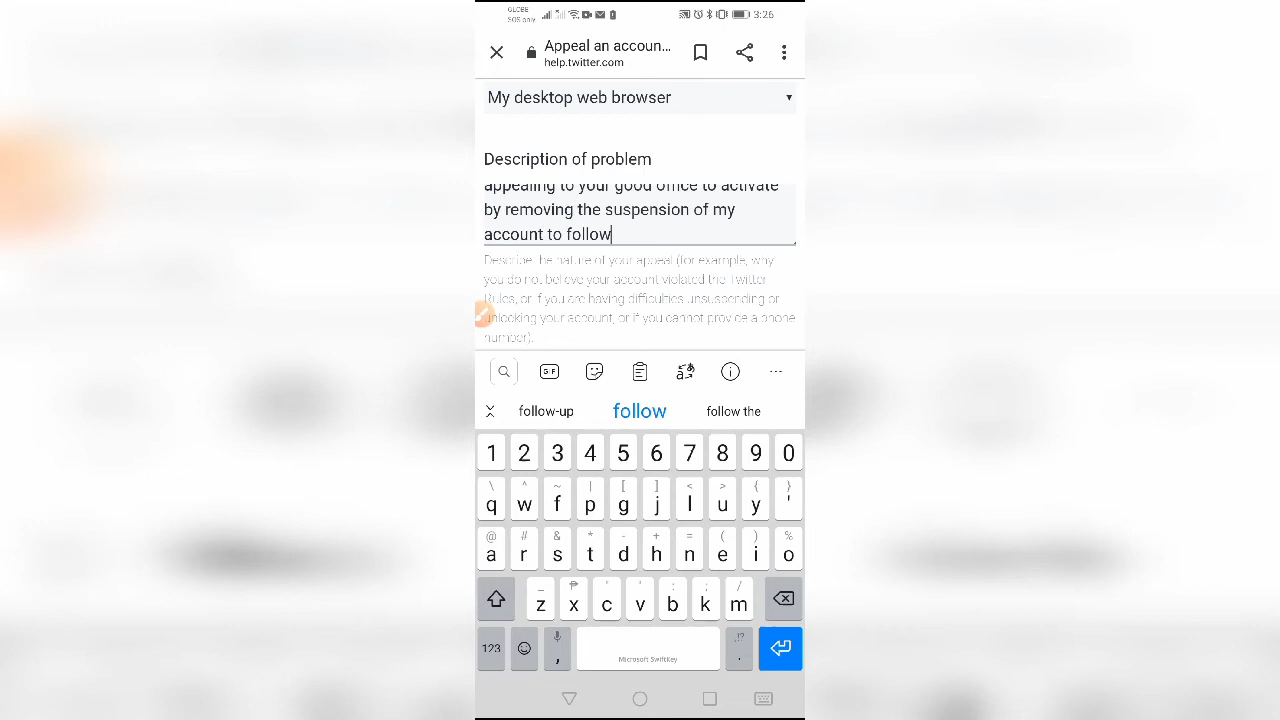 GLOBE
SOS only
3:26
Appeal an accoun...
help.twitter.com
My desktop web browser
Description of problem
appealing to your good office to activate
by removing the suspension of my
account to follow
Describe the nature of your appeal (for example, why
you do not believe your account violated the Twitter
Rules, or if you are having difficulties unsuspending or
unlocking your account, or if you cannot provide a phone
number).
GIF
follow-up follow follow the
1 2 3 4 5 6 7 8 9 0
\ ^ ~ | [ ] < > { }
q w f p g j l u y '
@ # & * - + = ( ) %
a r s t d h n e i o
_ ₱ " ' : ; /
z x c v b k m
123 , Microsoft SwiftKey ,!? .